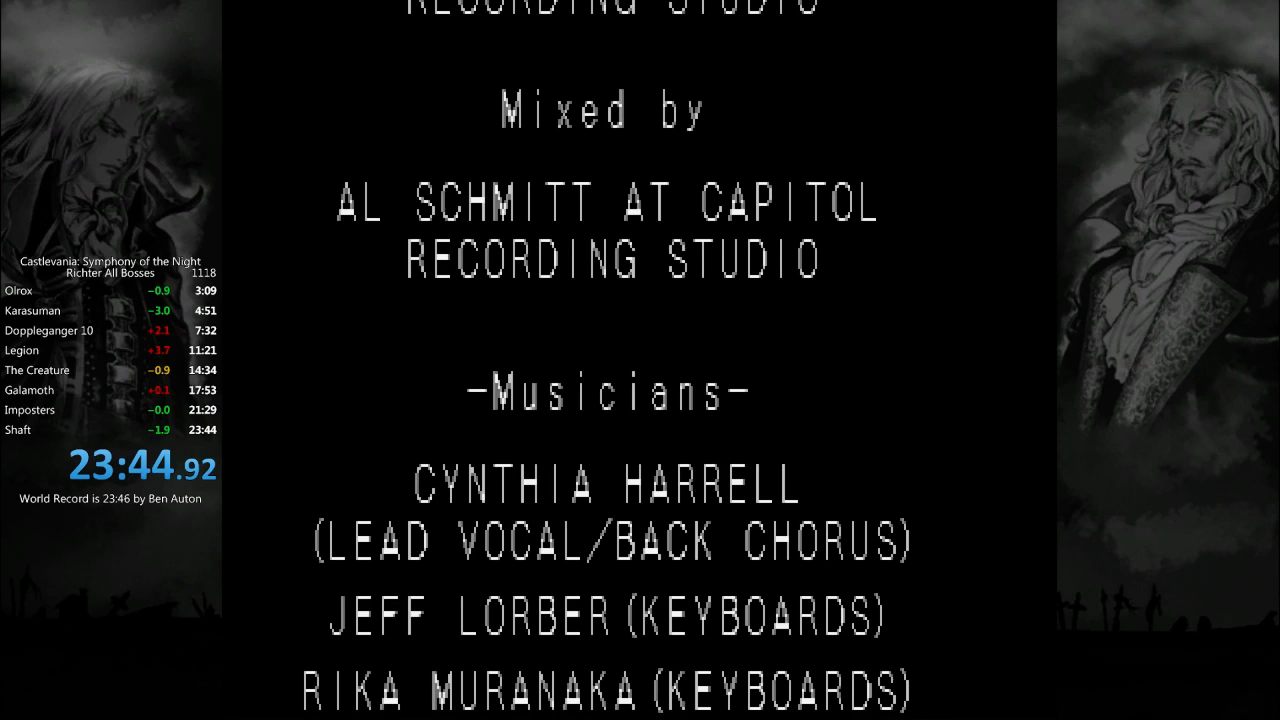 Castlevania: Symphony of the Night
Richter All Bosses 1118
Olrox −0.9 3:09
Karasuman −3.0 4:51
Doppleganger 10 +2.1 7:32
Legion +3.7 11:21
The Creature −0.9 14:34
Galamoth +0.1 17:53
Imposters −0.0 21:29
Shaft −1.9 23:44
23:44.92
World Record is 23:46 by Ben Auton
RECORDING STUDIO
Mixed by
AL SCHMITT AT CAPITOL
RECORDING STUDIO
-Musicians-
CYNTHIA HARRELL
(LEAD VOCAL/BACK CHORUS)
JEFF LORBER(KEYBOARDS)
RIKA MURANAKA(KEYBOARDS)